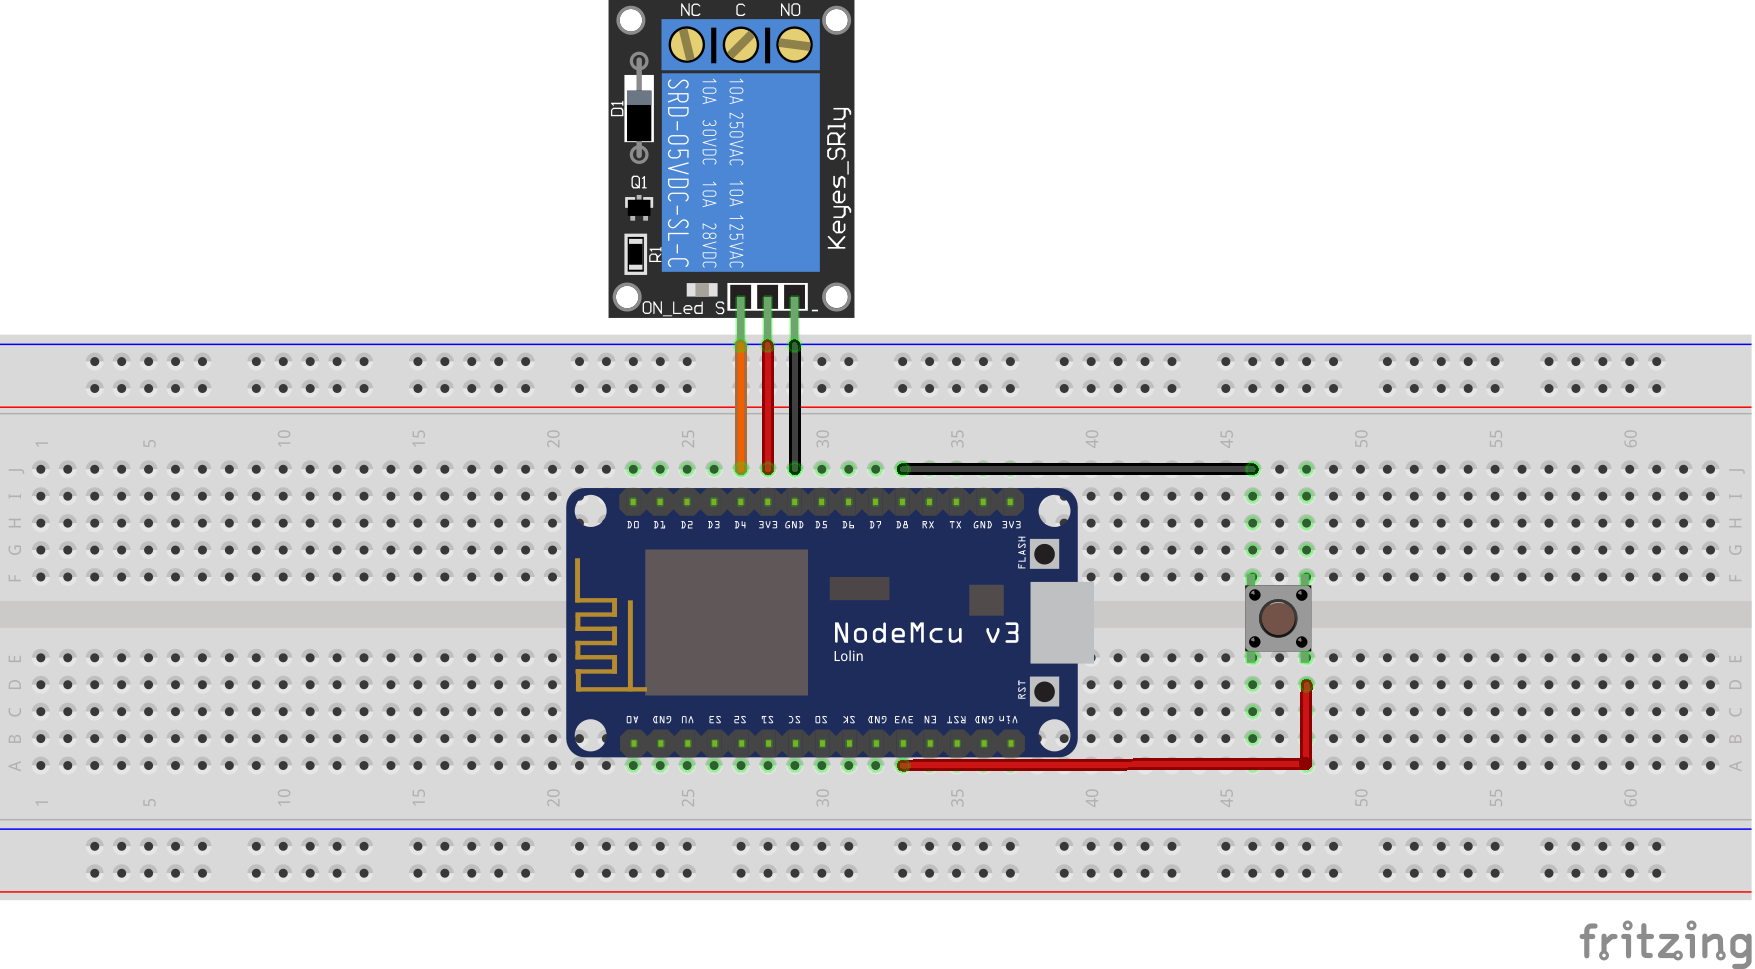 NC C NO
D1
SRD-05VDC-SL-C
10A 30VDC 10A 28VDC
10A 250VAC 10A 125VAC
Keyes_SRly
Q1
R1
ON_Led S -
1 5 10 15 20 25 30 35 40 45 50 55 60
J J
I I
H H
G G
F F
D0 D1 D2 D3 D4 3V3 GND D5 D6 D7 D8 RX TX GND 3V3
FLASH
NodeMcu v3
Lolin
RST
E E
D D
C C
B B
A A
A0 GND VU S3 S2 S1 SC SO SK GND 3V3 EN RST GND Vin
1 5 10 15 20 25 30 35 40 45 50 55 60
fritzing